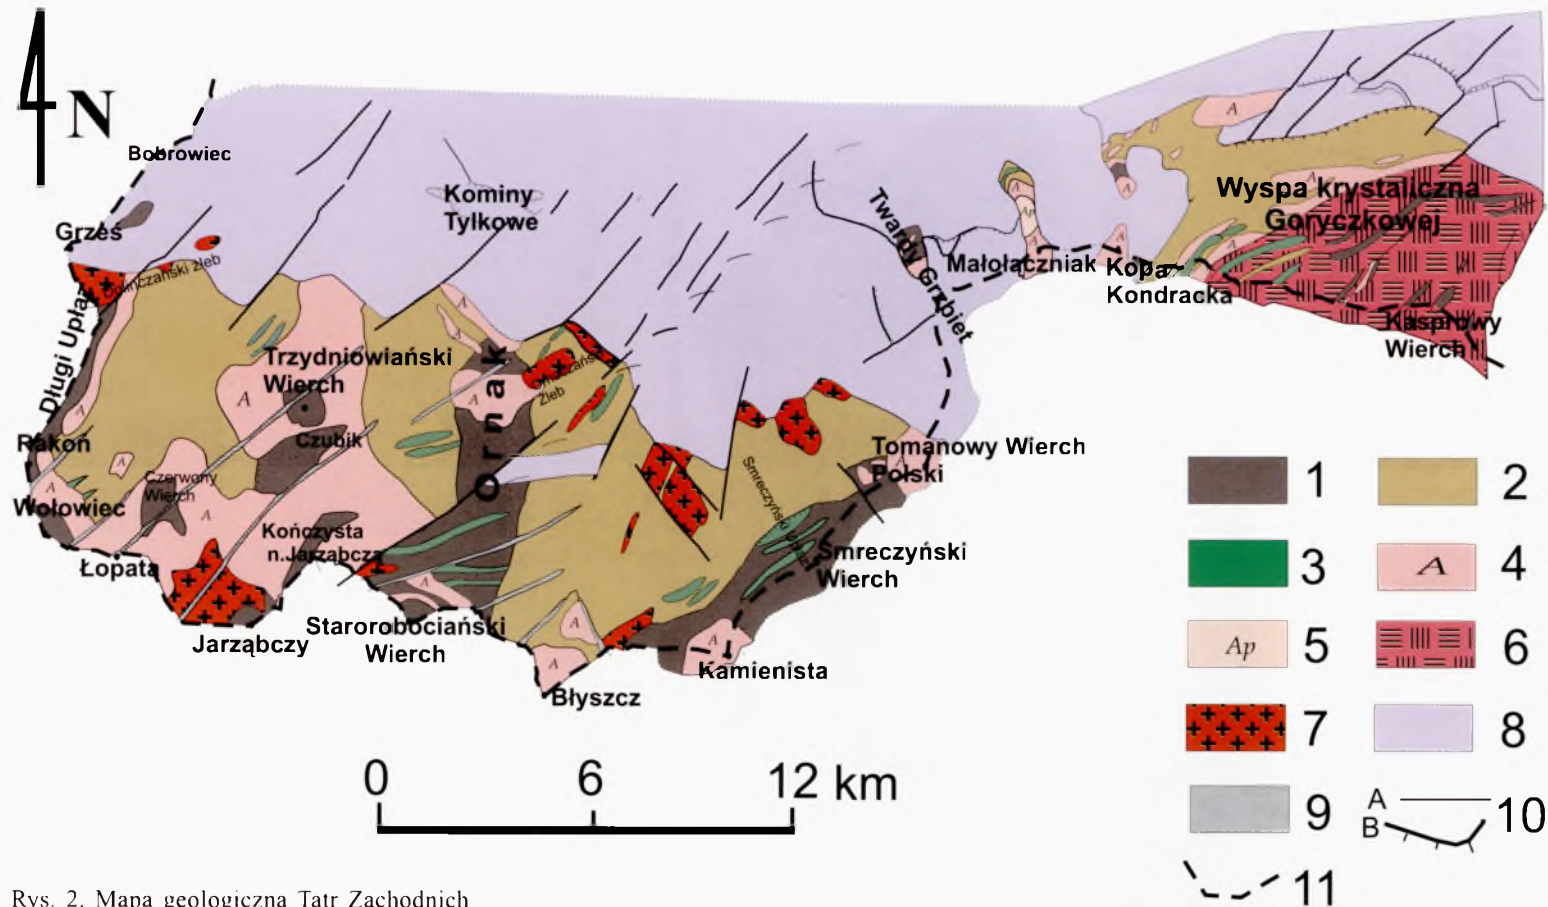 N
Bobrowiec
Grześ
Kominy
Tylkowe
Długi Upłaz
Trzydniowiański
Wierch
A
Ornak
Żleb
Twardy Grzbiet
Małołączniak
Kopa
Kondracka
Wyspa krystaliczna
Goryczkowej
Kasprowy
Wierch
Rakoń
Czubik
Czerwony
Wierch
Wołowiec
A
A
Kończysta
n.Jarząbczą
Łopata
Tomanowy Wierch
Polski
Smreczyński
Smreczyński
Wierch
Jarząbczy
Starorobociański
Wierch
Błyszcz
Kamienista
0 6 12 km
1 2
3 A 4
Ap 5 6
7 8
9 A B 10
11
Rys. 2. Mapa geologiczna Tatr Zachodnich